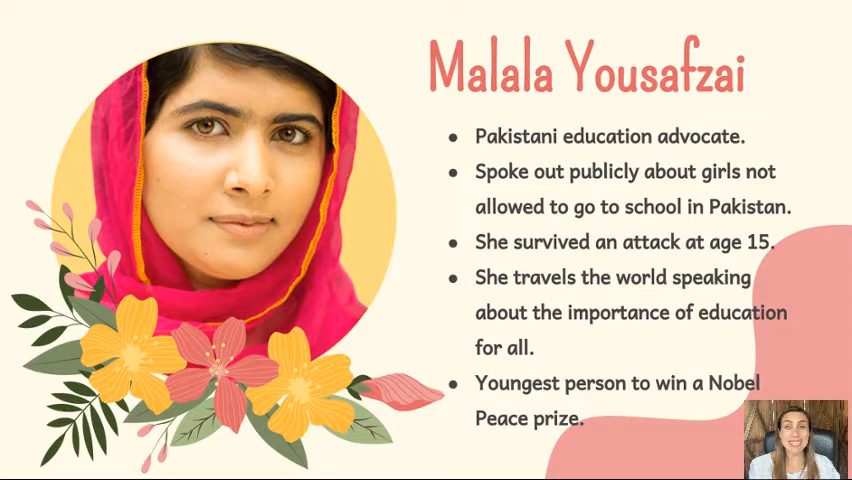 Malala Yousafzai
● Pakistani education advocate.
● Spoke out publicly about girls not
allowed to go to school in Pakistan.
● She survived an attack at age 15.
● She travels the world speaking
about the importance of education
for all.
● Youngest person to win a Nobel
Peace prize.